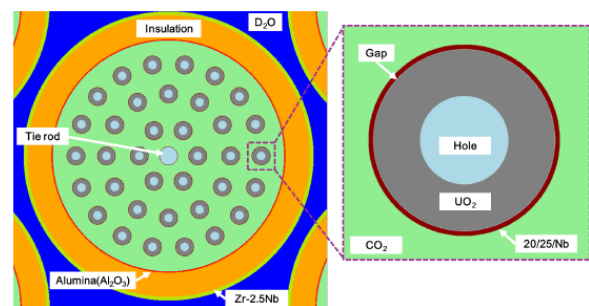 D₂O
Insulation
Tie rod
Alumina(Al₂O₃)
Zr-2.5Nb
Gap
Hole
UO₂
CO₂
20/25/Nb